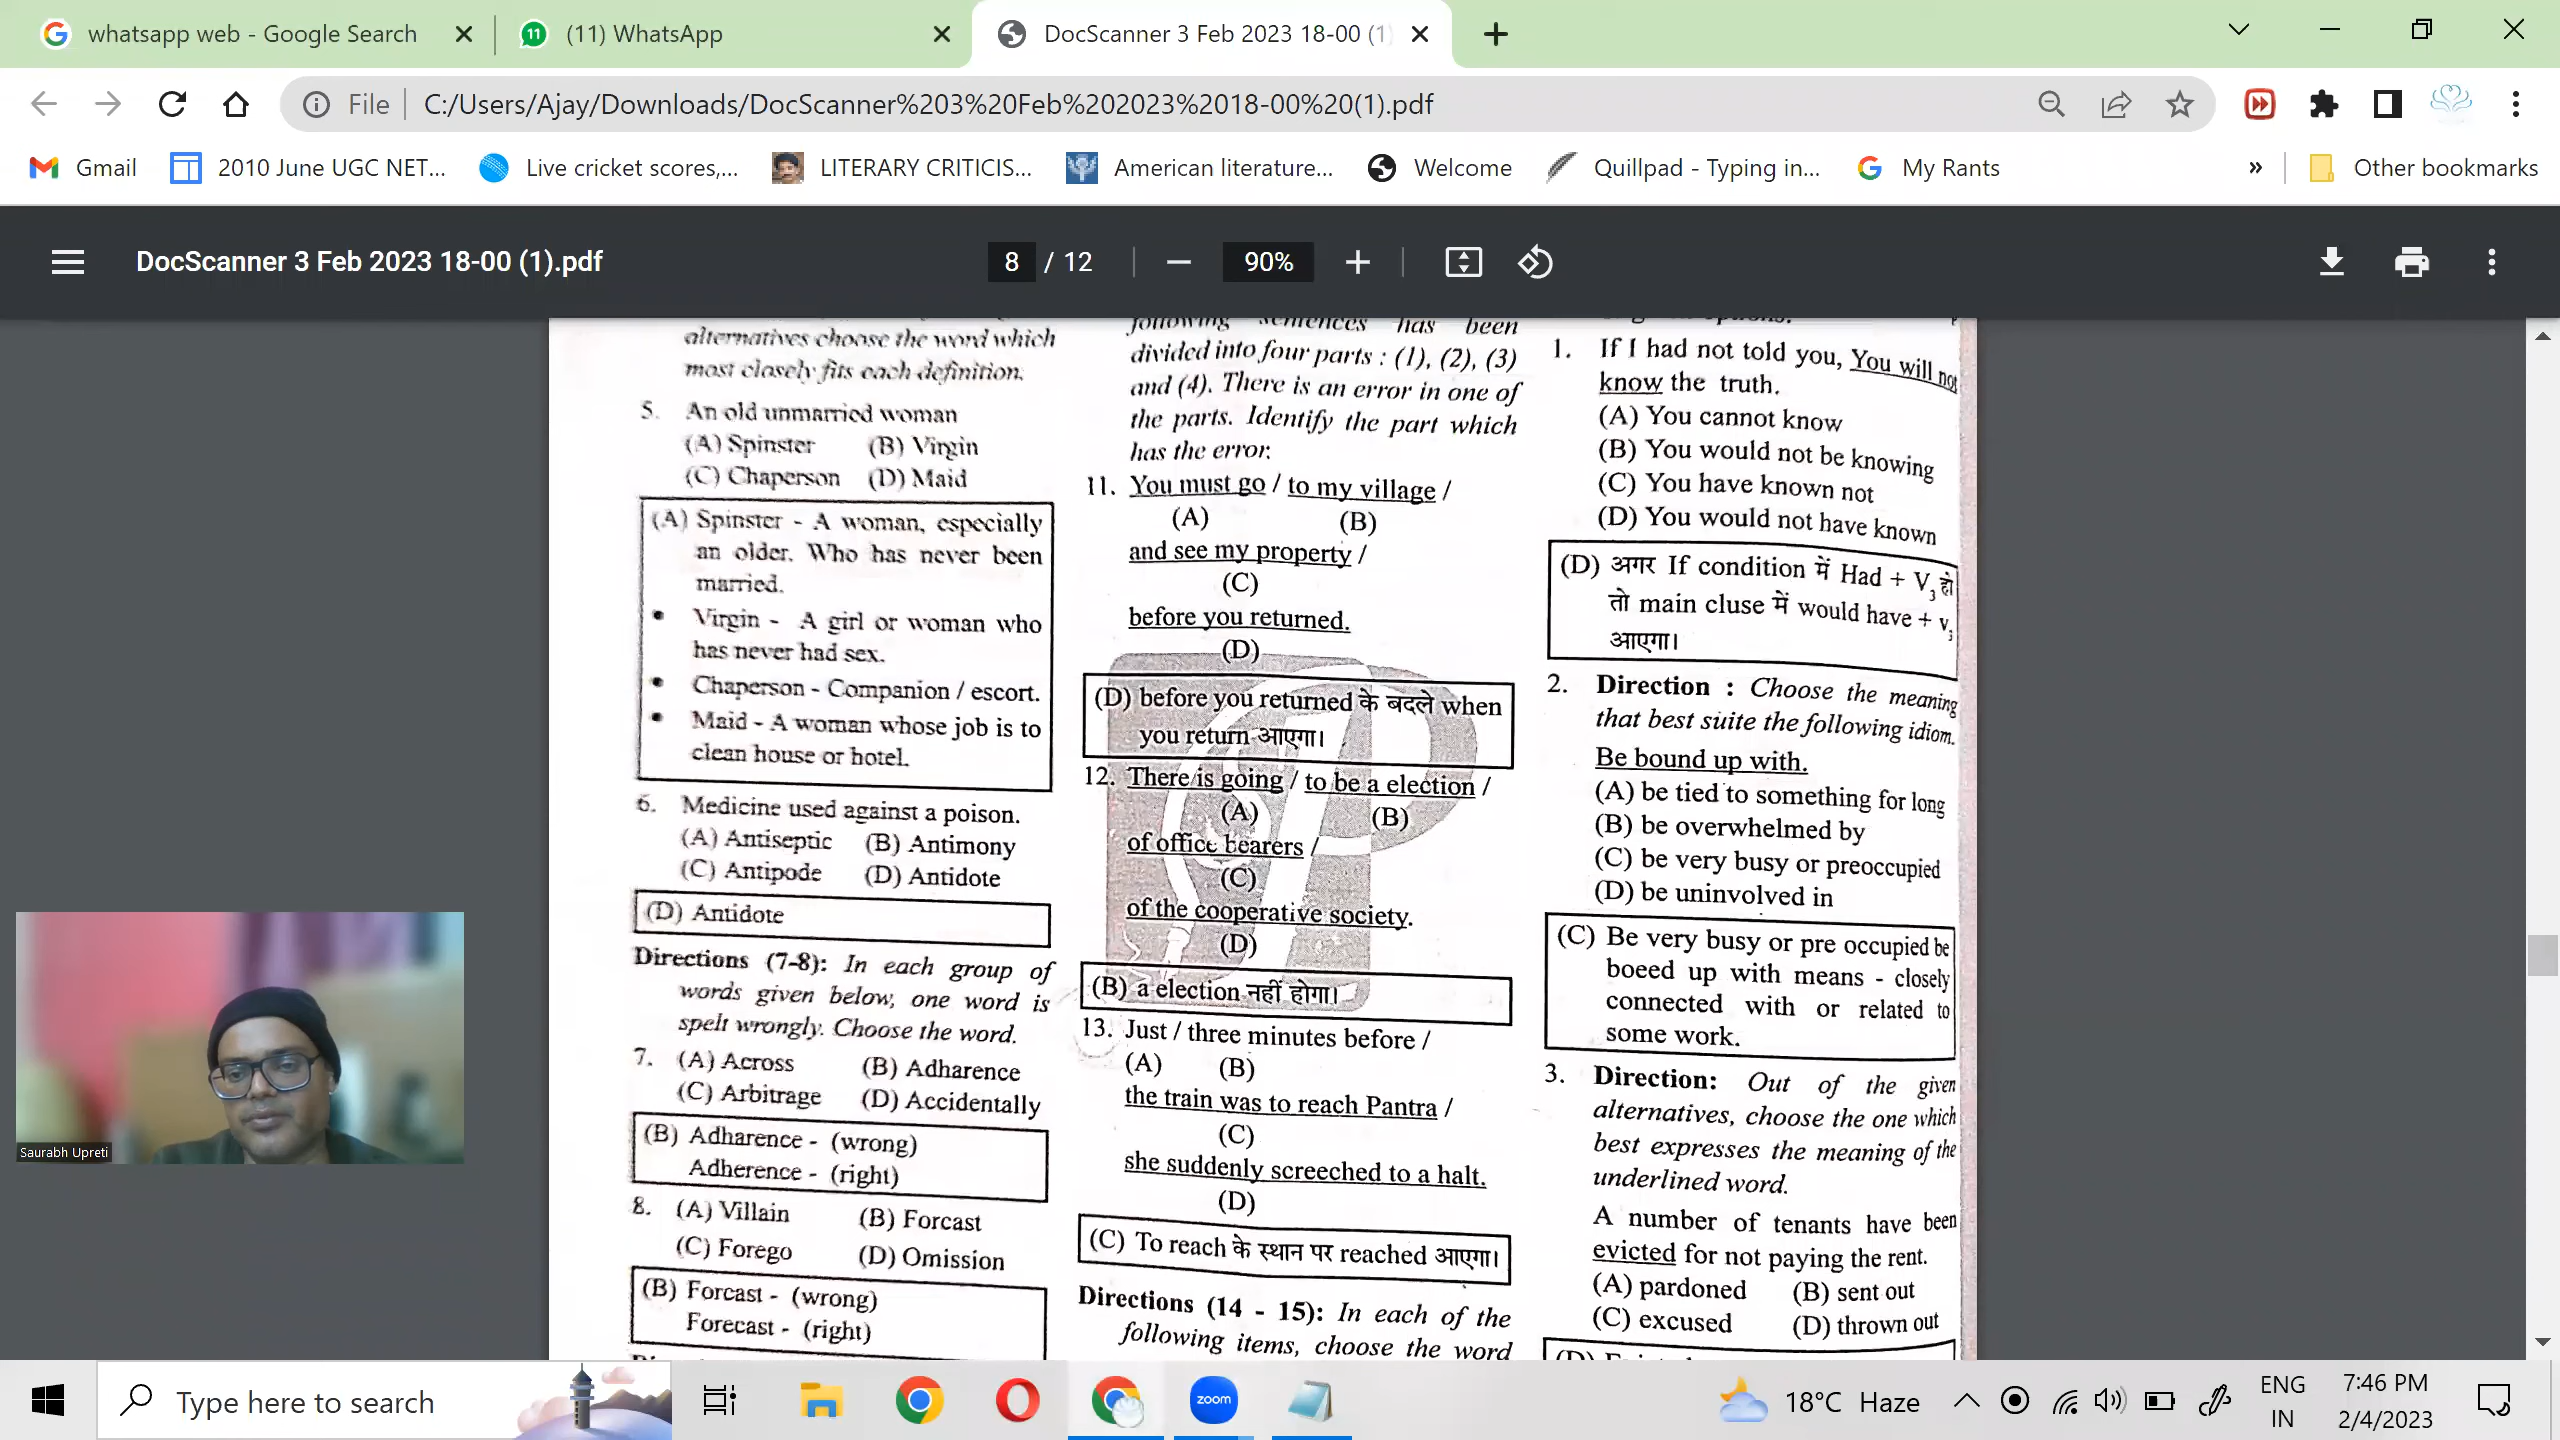 whatsapp web - Google Search
(11) WhatsApp
DocScanner 3 Feb 2023 18-00 (1)
File
C:/Users/Ajay/Downloads/DocScanner%203%20Feb%202023%2018-00%20(1).pdf
Gmail
2010 June UGC NET...
Live cricket scores,...
LITERARY CRITICIS...
American literature...
Welcome
Quillpad - Typing in...
My Rants
»
Other bookmarks
DocScanner 3 Feb 2023 18-00 (1).pdf
8 / 12
90%
alternatives choose the word which
most closely fits each definition.
5. An old unmarried woman
(A) Spinster (B) Virgin
(C) Chaperson (D) Maid
(A) Spinster - A woman, especially
an older. Who has never been
married.
• Virgin - A girl or woman who
has never had sex.
• Chaperson - Companion / escort.
• Maid - A woman whose job is to
clean house or hotel.
6. Medicine used against a poison.
(A) Antiseptic (B) Antimony
(C) Antipode (D) Antidote
(D) Antidote
Directions (7-8): In each group of
words given below, one word is
spelt wrongly. Choose the word.
7. (A) Across (B) Adharence
(C) Arbitrage (D) Accidentally
(B) Adharence - (wrong)
Adherence - (right)
8. (A) Villain (B) Forcast
(C) Forego (D) Omission
(B) Forcast - (wrong)
Forecast - (right)
following sentences has been
divided into four parts : (1), (2), (3)
and (4). There is an error in one of
the parts. Identify the part which
has the error.
11. You must go / to my village /
(A) (B)
and see my property /
(C)
before you returned.
(D)
(D) before you returned के बदले when
you return आएगा।
12. There is going / to be a election /
(A) (B)
of office bearers /
(C)
of the cooperative society.
(D)
(B) a election नहीं होगा।
13. Just / three minutes before /
(A) (B)
the train was to reach Pantra /
(C)
she suddenly screeched to a halt.
(D)
(C) To reach के स्थान पर reached आएगा।
Directions (14 - 15): In each of the
following items, choose the word
1. If I had not told you, You will not
know the truth.
(A) You cannot know
(B) You would not be knowing
(C) You have known not
(D) You would not have known
(D) अगर If condition में Had + V3 हो
तो main cluse में would have + v3
आएगा।
2. Direction : Choose the meaning
that best suite the following idiom.
Be bound up with.
(A) be tied to something for long
(B) be overwhelmed by
(C) be very busy or preoccupied
(D) be uninvolved in
(C) Be very busy or pre occupied be
boeed up with means - closely
connected with or related to
some work.
3. Direction: Out of the given
alternatives, choose the one which
best expresses the meaning of the
underlined word.
A number of tenants have been
evicted for not paying the rent.
(A) pardoned (B) sent out
(C) excused (D) thrown out
Saurabh Upreti
Type here to search
zoom
18°C Haze
ENG
IN
7:46 PM
2/4/2023